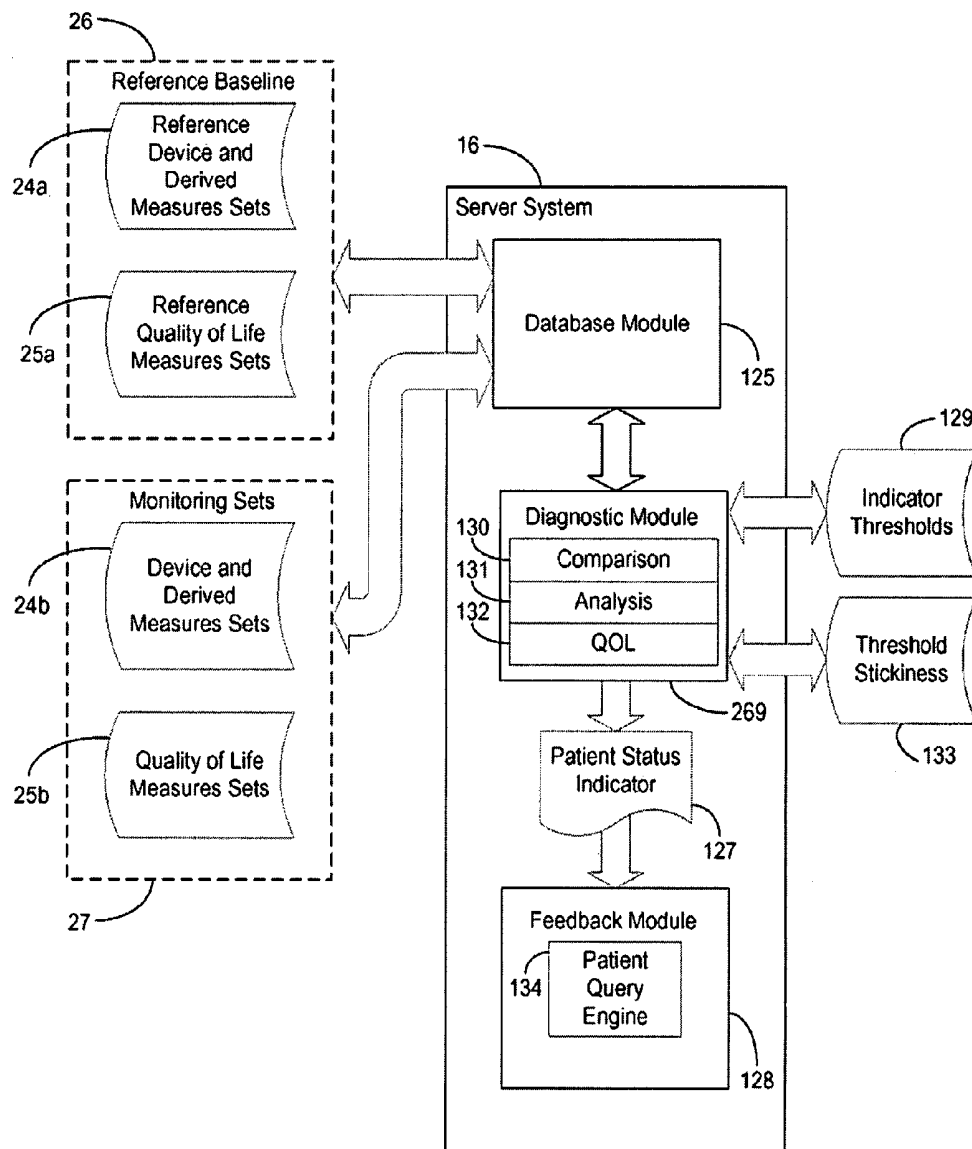 26
Reference Baseline
Reference
Device and
Derived
Measures Sets
24a
Reference
Quality of Life
Measures Sets
25a
Monitoring Sets
Device and
Derived
Measures Sets
24b
Quality of Life
Measures Sets
25b
27
16
Server System
Database Module
125
Diagnostic Module
130
Comparison
131
Analysis
132
QOL
269
129
Indicator
Thresholds
Threshold
Stickiness
133
Patient Status
Indicator
127
Feedback Module
134
Patient
Query
Engine
128